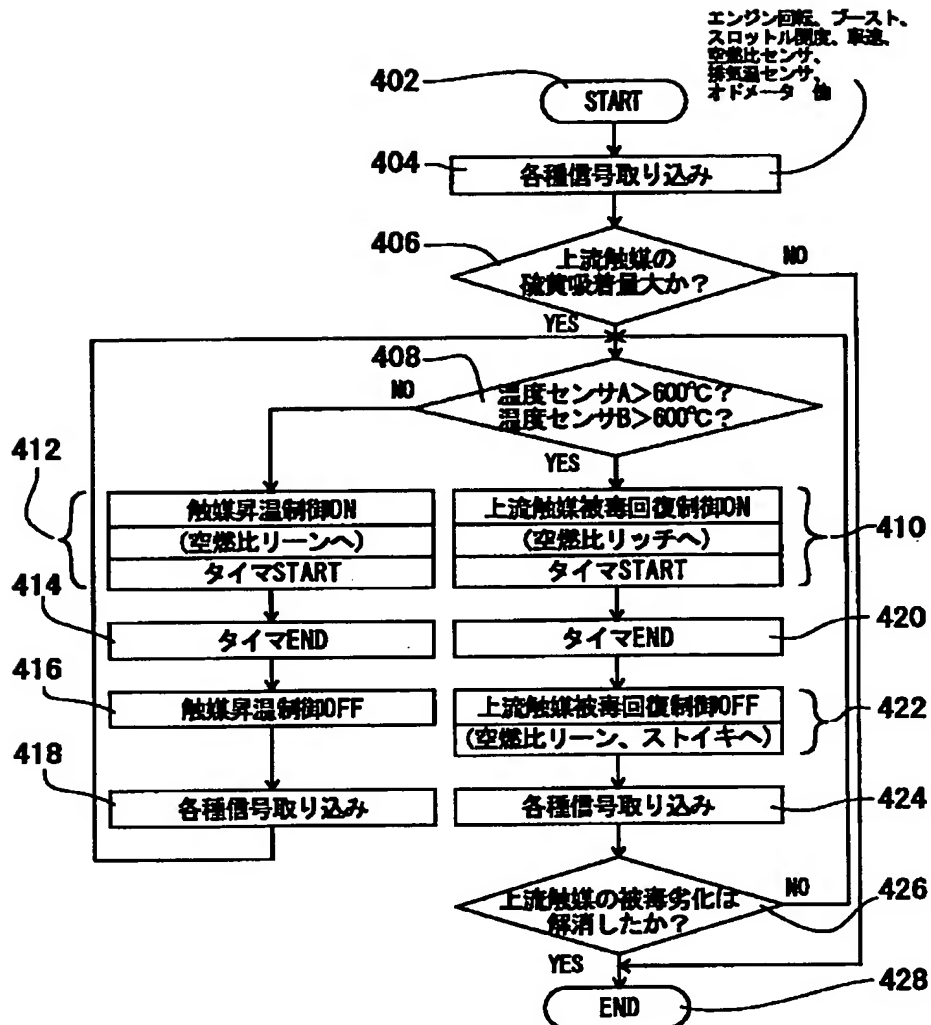 エンジン回転、ブースト、
スロットル開度、車速、
空燃比センサ、
排気温センサ、
オドメータ 他
402
START
404
各種信号取り込み
406
上流触媒の
硫黄吸着量大か？
NO
YES
408
NO
温度センサA>600℃？
温度センサB>600℃？
YES
412
触媒昇温制御ON
(空燃比リーンへ)
タイマSTART
上流触媒被毒回復制御ON
(空燃比リッチへ)
タイマSTART
410
414
タイマEND
タイマEND
420
416
触媒昇温制御OFF
上流触媒被毒回復制御OFF
(空燃比リーン、ストイキへ)
422
418
各種信号取り込み
各種信号取り込み
424
上流触媒の被毒劣化は
解消したか？
NO
426
YES
END
428